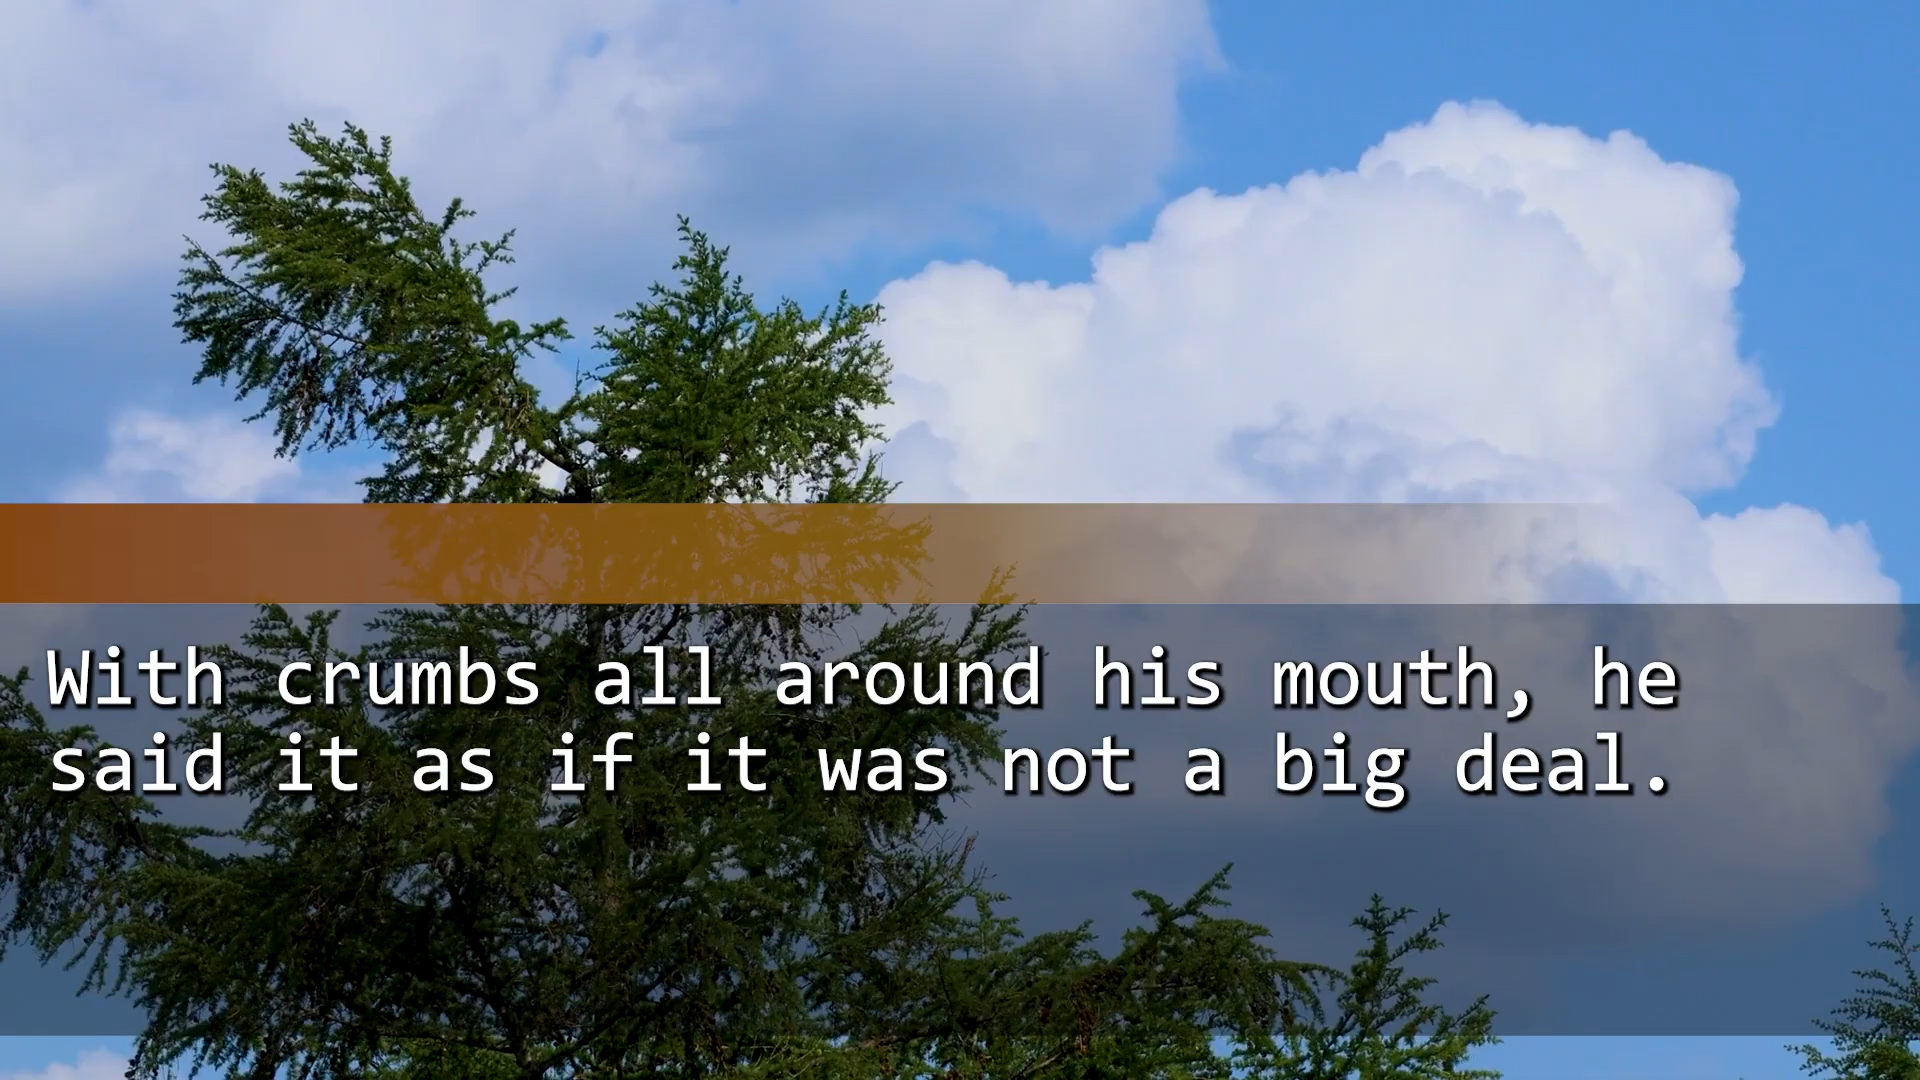 With crumbs all around his mouth, he
said it as if it was not a big deal.